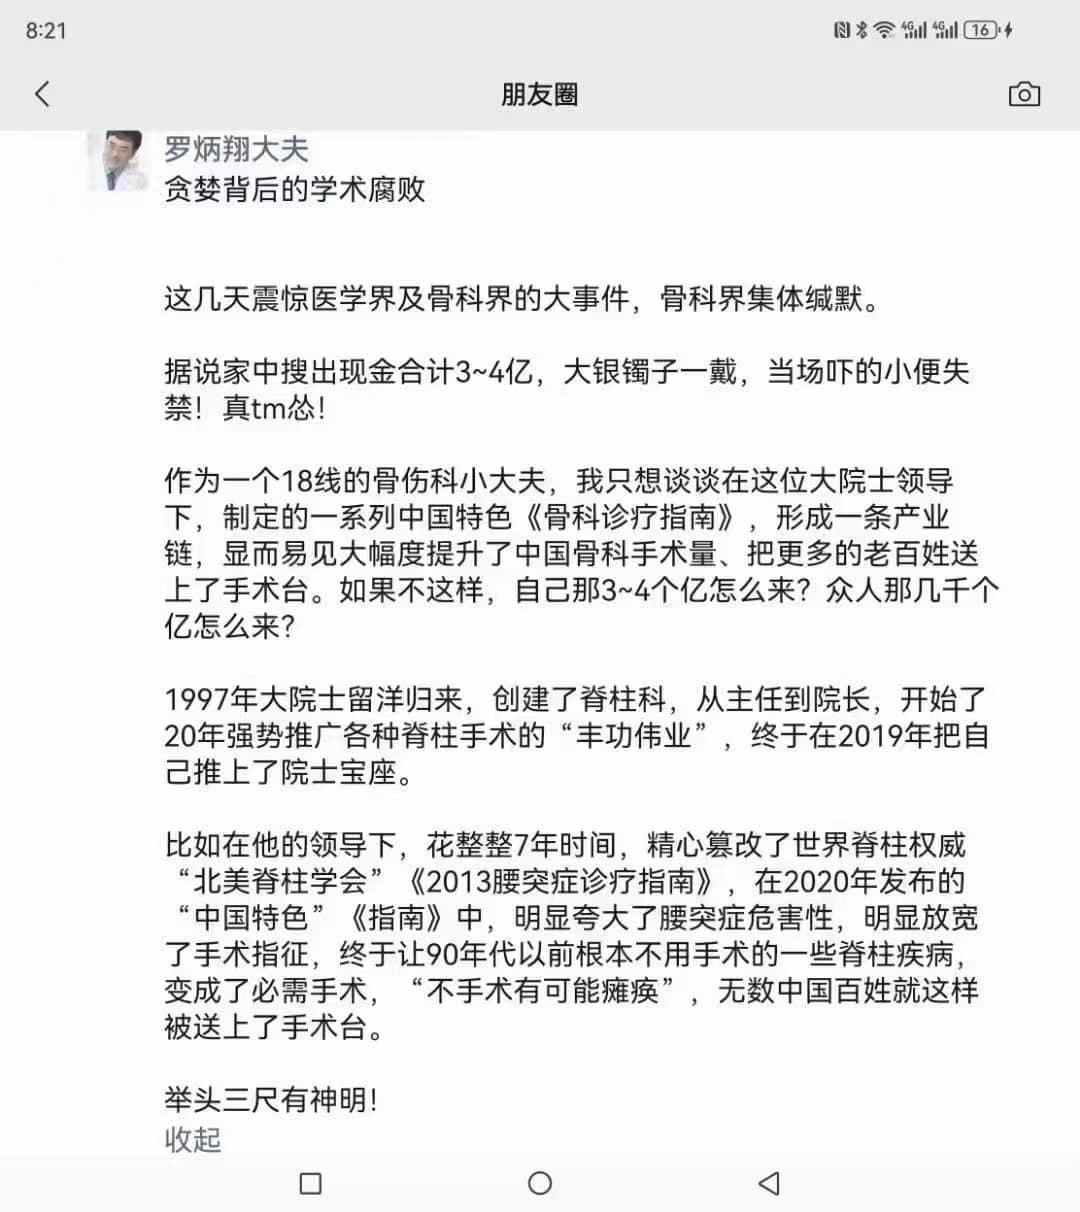 8:21
4G 4G 16
朋友圈
罗炳翔大夫
贪婪背后的学术腐败
这几天震惊医学界及骨科界的大事件，骨科界集体缄默。
据说家中搜出现金合计3~4亿，大银镯子一戴，当场吓的小便失
禁！真tm怂！
作为一个18线的骨伤科小大夫，我只想谈谈在这位大院士领导
下，制定的一系列中国特色《骨科诊疗指南》，形成一条产业
链，显而易见大幅度提升了中国骨科手术量、把更多的老百姓送
上了手术台。如果不这样，自己那3~4个亿怎么来？众人那几千个
亿怎么来？
1997年大院士留洋归来，创建了脊柱科，从主任到院长，开始了
20年强势推广各种脊柱手术的“丰功伟业”，终于在2019年把自
己推上了院士宝座。
比如在他的领导下，花整整7年时间，精心篡改了世界脊柱权威
“北美脊柱学会”《2013腰突症诊疗指南》，在2020年发布的
“中国特色”《指南》中，明显夸大了腰突症危害性，明显放宽
了手术指征，终于让90年代以前根本不用手术的一些脊柱疾病，
变成了必需手术，“不手术有可能瘫痪”，无数中国百姓就这样
被送上了手术台。
举头三尺有神明！
收起